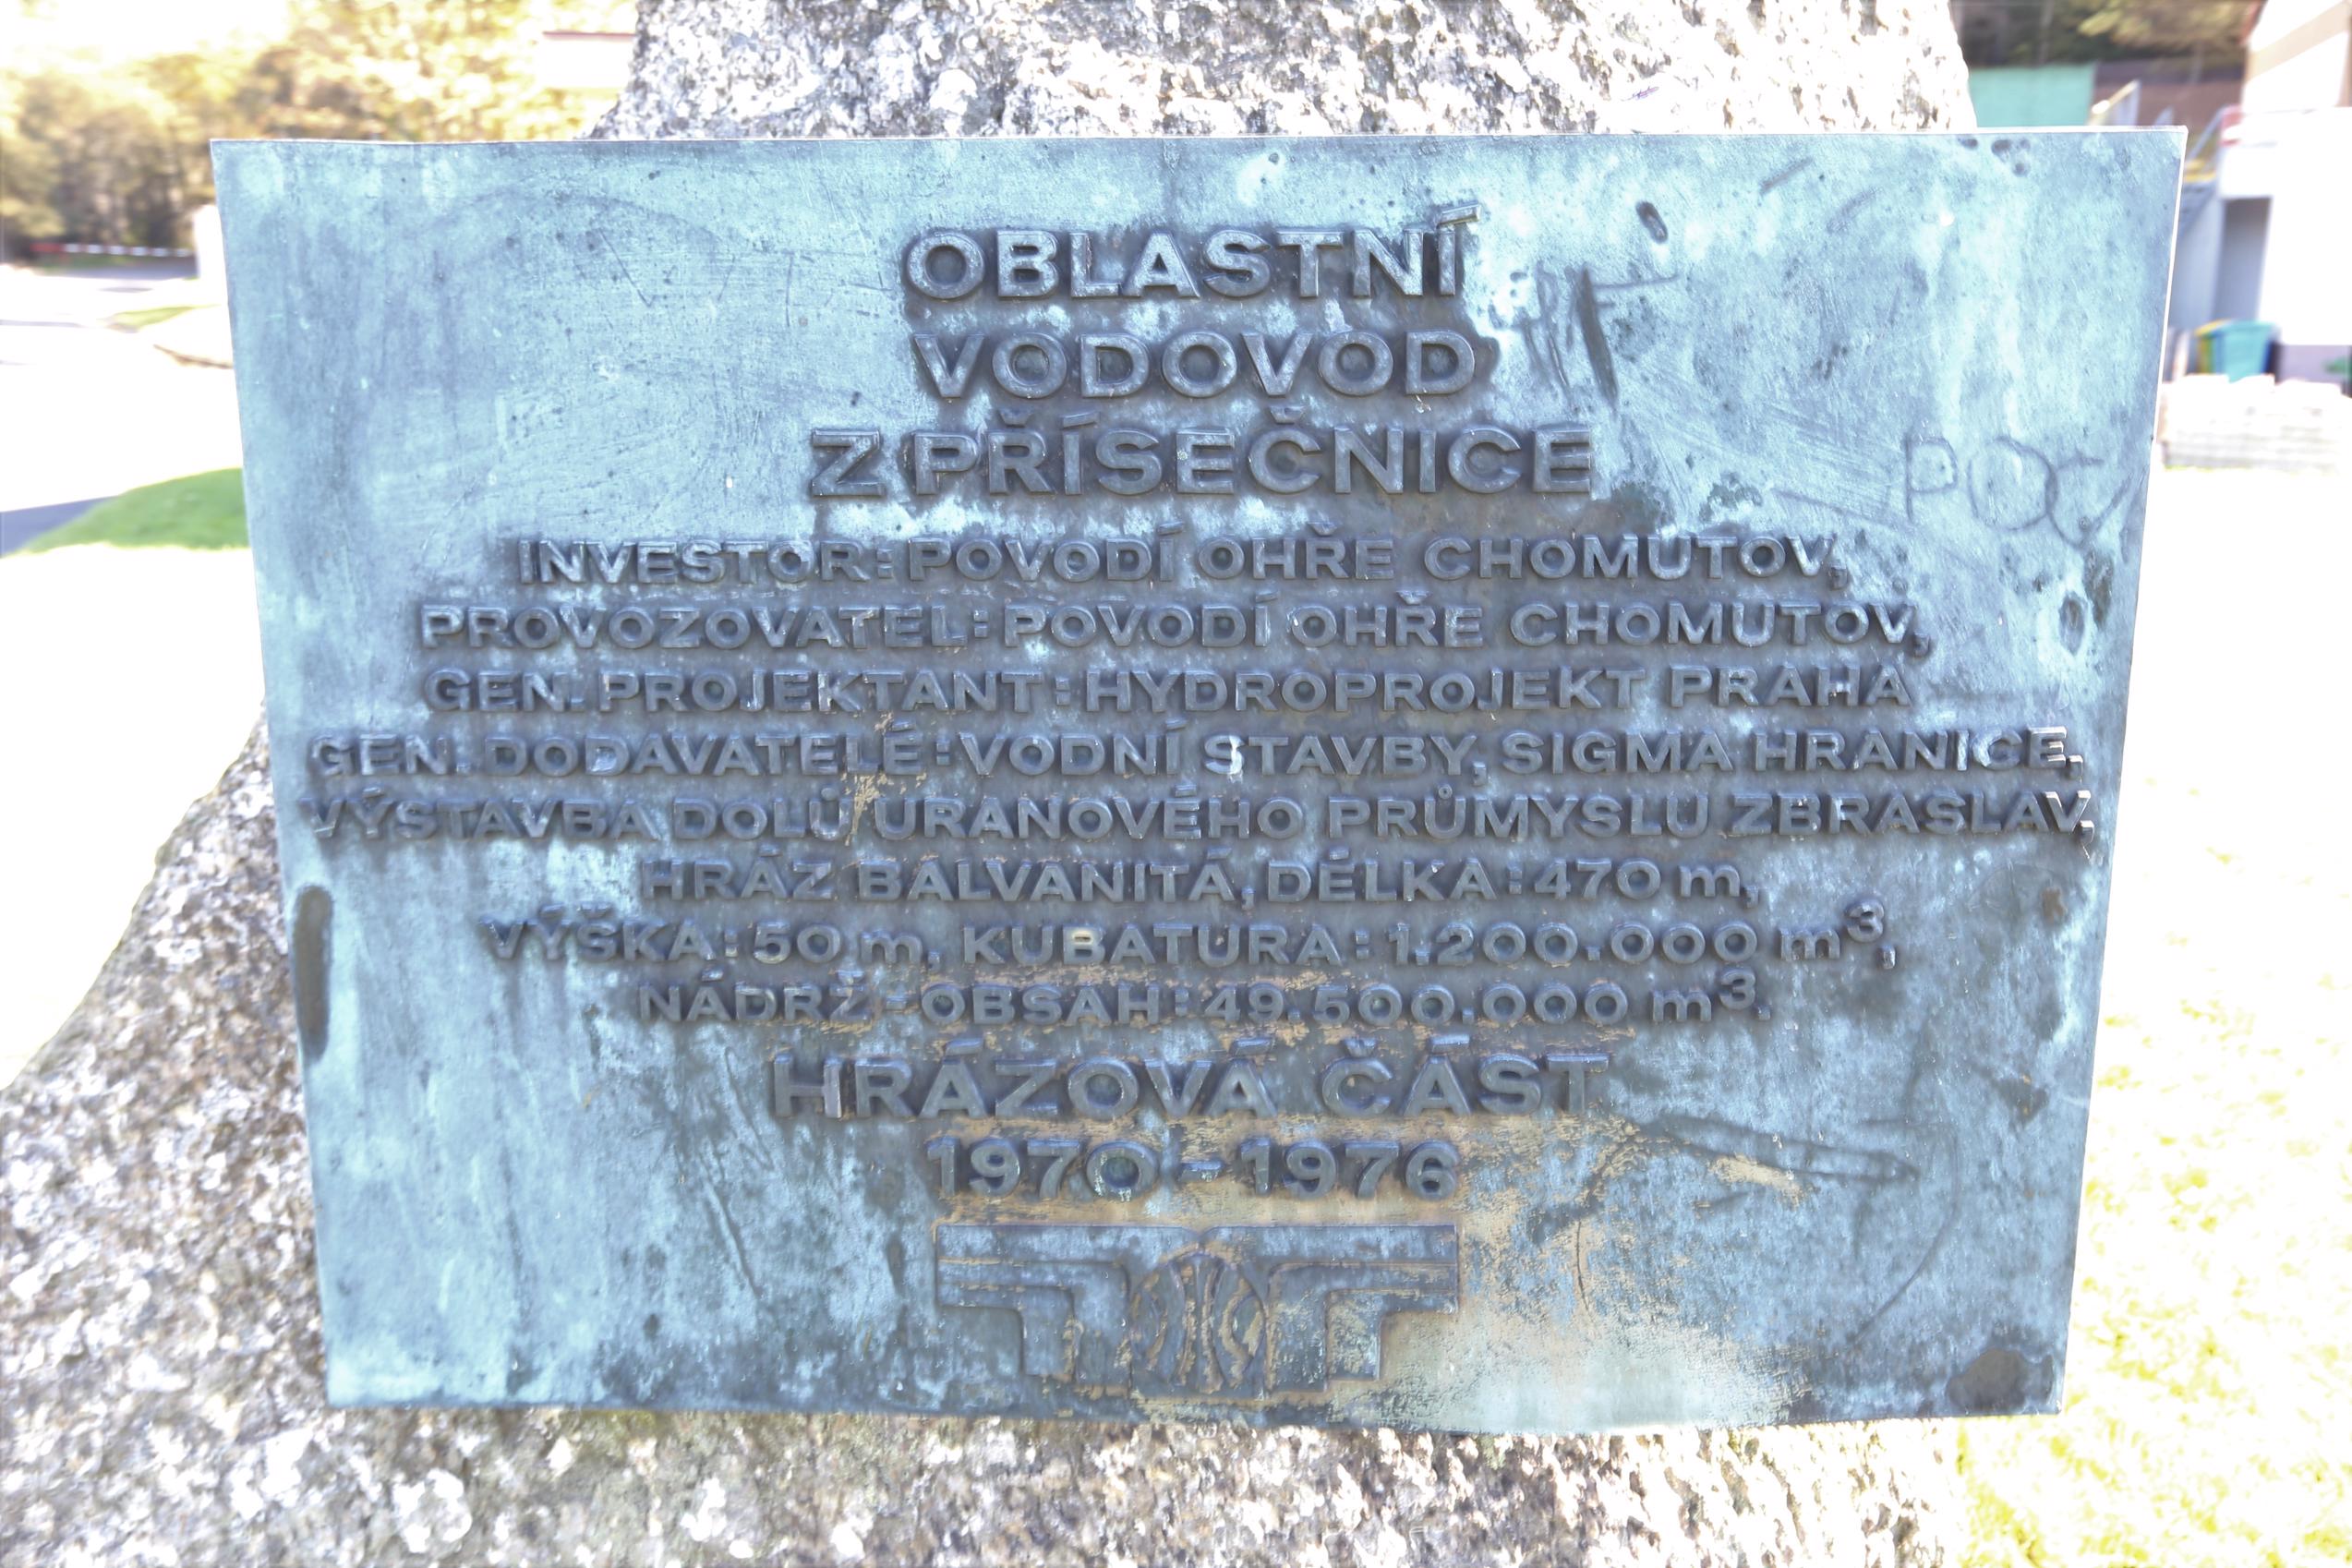 OBLASTNÍ
VODOVOD
Z PŘÍSEČNICE
INVESTOR: POVODÍ OHŘE CHOMUTOV,
PROVOZOVATEL: POVODÍ OHŘE CHOMUTOV,
GEN. PROJEKTANT: HYDROPROJEKT PRAHA
GEN. DODAVATELÉ: VODNÍ STAVBY, SIGMA HRANICE,
VÝSTAVBA DOLŮ URANOVÉHO PRŮMYSLU ZBRASLAV,
HRÁZ BALVANITÁ, DÉLKA: 470 m,
VÝŠKA: 50 m, KUBATURA: 1.200.000 m³,
NÁDRŽ - OBSAH: 49.500.000 m³.
HRÁZOVÁ ČÁST
1970 - 1976